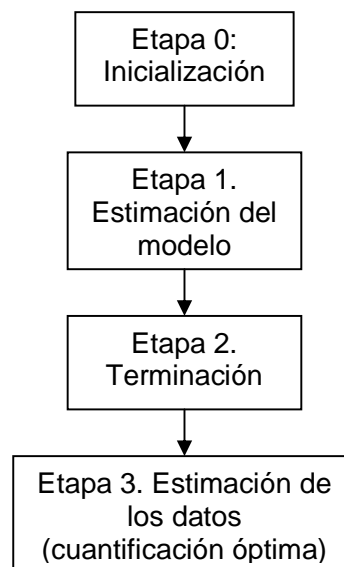 Etapa 0:
Inicialización
Etapa 1.
Estimación del
modelo
Etapa 2.
Terminación
Etapa 3. Estimación de
los datos
(cuantificación óptima)